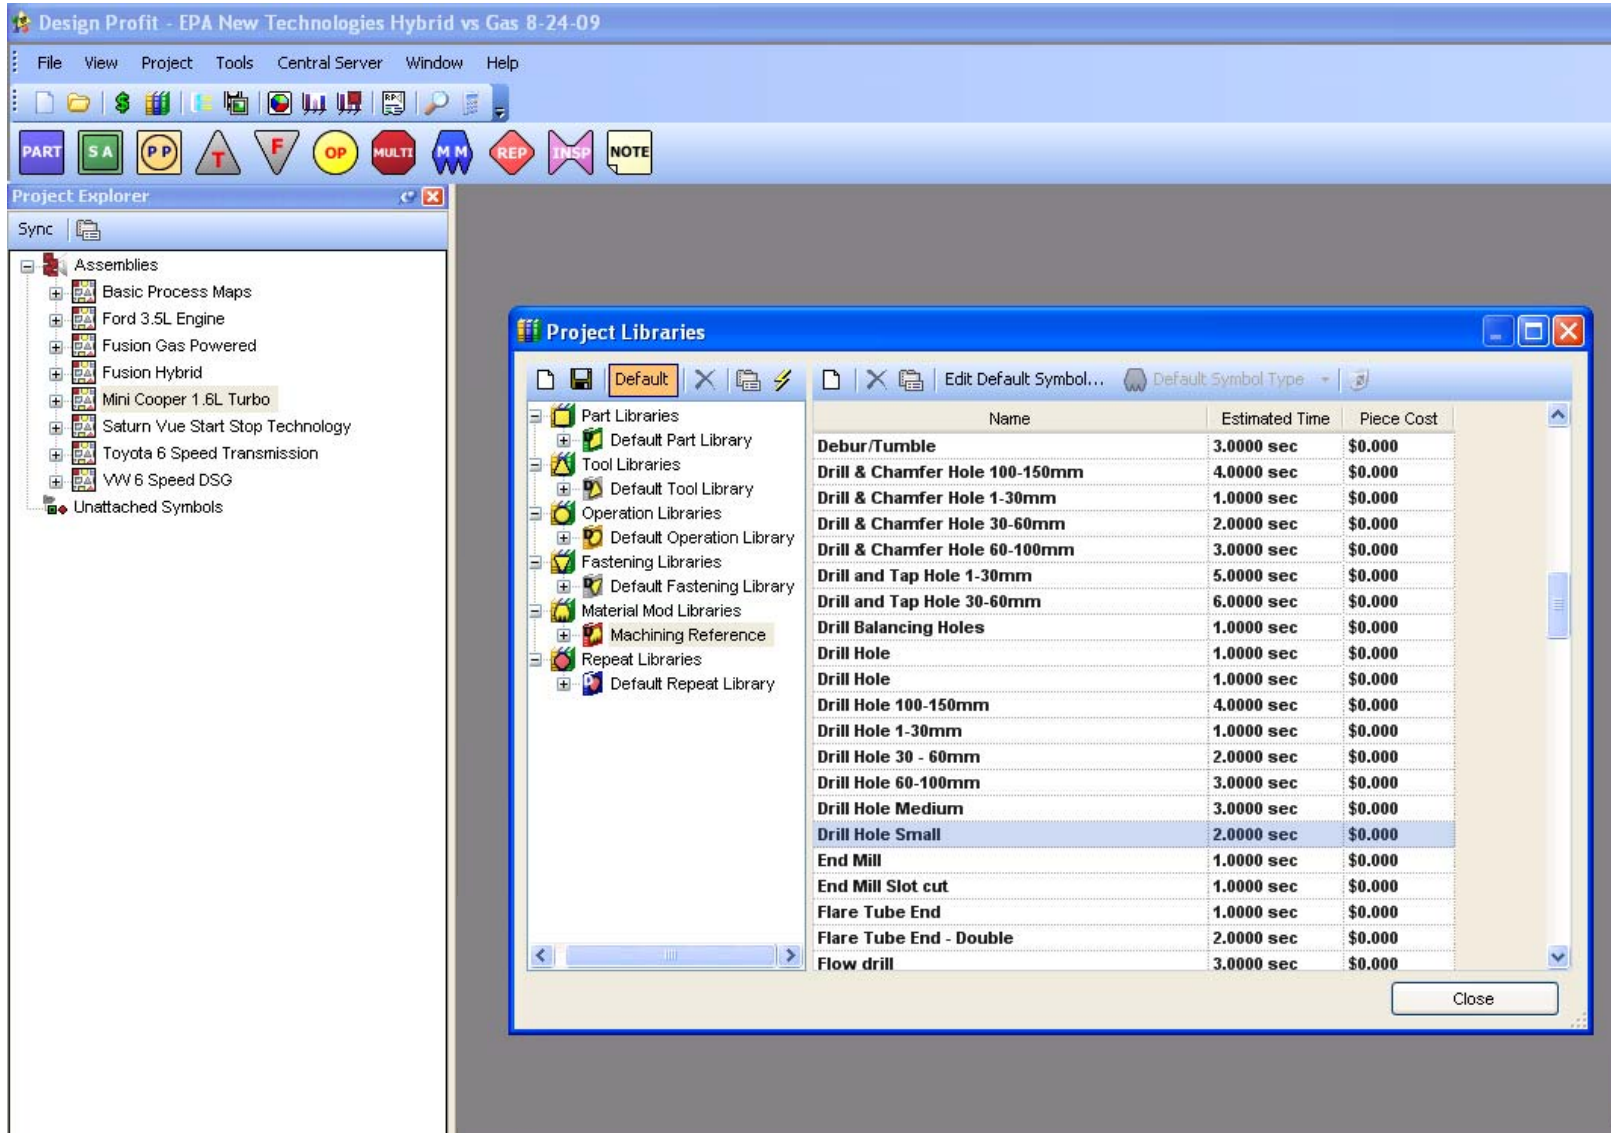 Design Profit - EPA New Technologies Hybrid vs Gas 8-24-09
File View Project Tools Central Server Window Help
PART S A P P T F OP MULTI M M REP INSP NOTE
Project Explorer
Sync
Assemblies
Basic Process Maps
Ford 3.5L Engine
Fusion Gas Powered
Fusion Hybrid
Mini Cooper 1.6L Turbo
Saturn Vue Start Stop Technology
Toyota 6 Speed Transmission
VW 6 Speed DSG
Unattached Symbols
Project Libraries
Default Edit Default Symbol... Default Symbol Type
Part Libraries
Default Part Library
Tool Libraries
Default Tool Library
Operation Libraries
Default Operation Library
Fastening Libraries
Default Fastening Library
Material Mod Libraries
Machining Reference
Repeat Libraries
Default Repeat Library
Name Estimated Time Piece Cost
Debur/Tumble 3.0000 sec $0.000
Drill & Chamfer Hole 100-150mm 4.0000 sec $0.000
Drill & Chamfer Hole 1-30mm 1.0000 sec $0.000
Drill & Chamfer Hole 30-60mm 2.0000 sec $0.000
Drill & Chamfer Hole 60-100mm 3.0000 sec $0.000
Drill and Tap Hole 1-30mm 5.0000 sec $0.000
Drill and Tap Hole 30-60mm 6.0000 sec $0.000
Drill Balancing Holes 1.0000 sec $0.000
Drill Hole 1.0000 sec $0.000
Drill Hole 1.0000 sec $0.000
Drill Hole 100-150mm 4.0000 sec $0.000
Drill Hole 1-30mm 1.0000 sec $0.000
Drill Hole 30 - 60mm 2.0000 sec $0.000
Drill Hole 60-100mm 3.0000 sec $0.000
Drill Hole Medium 3.0000 sec $0.000
Drill Hole Small 2.0000 sec $0.000
End Mill 1.0000 sec $0.000
End Mill Slot cut 1.0000 sec $0.000
Flare Tube End 1.0000 sec $0.000
Flare Tube End - Double 2.0000 sec $0.000
Flow drill 3.0000 sec $0.000
Close